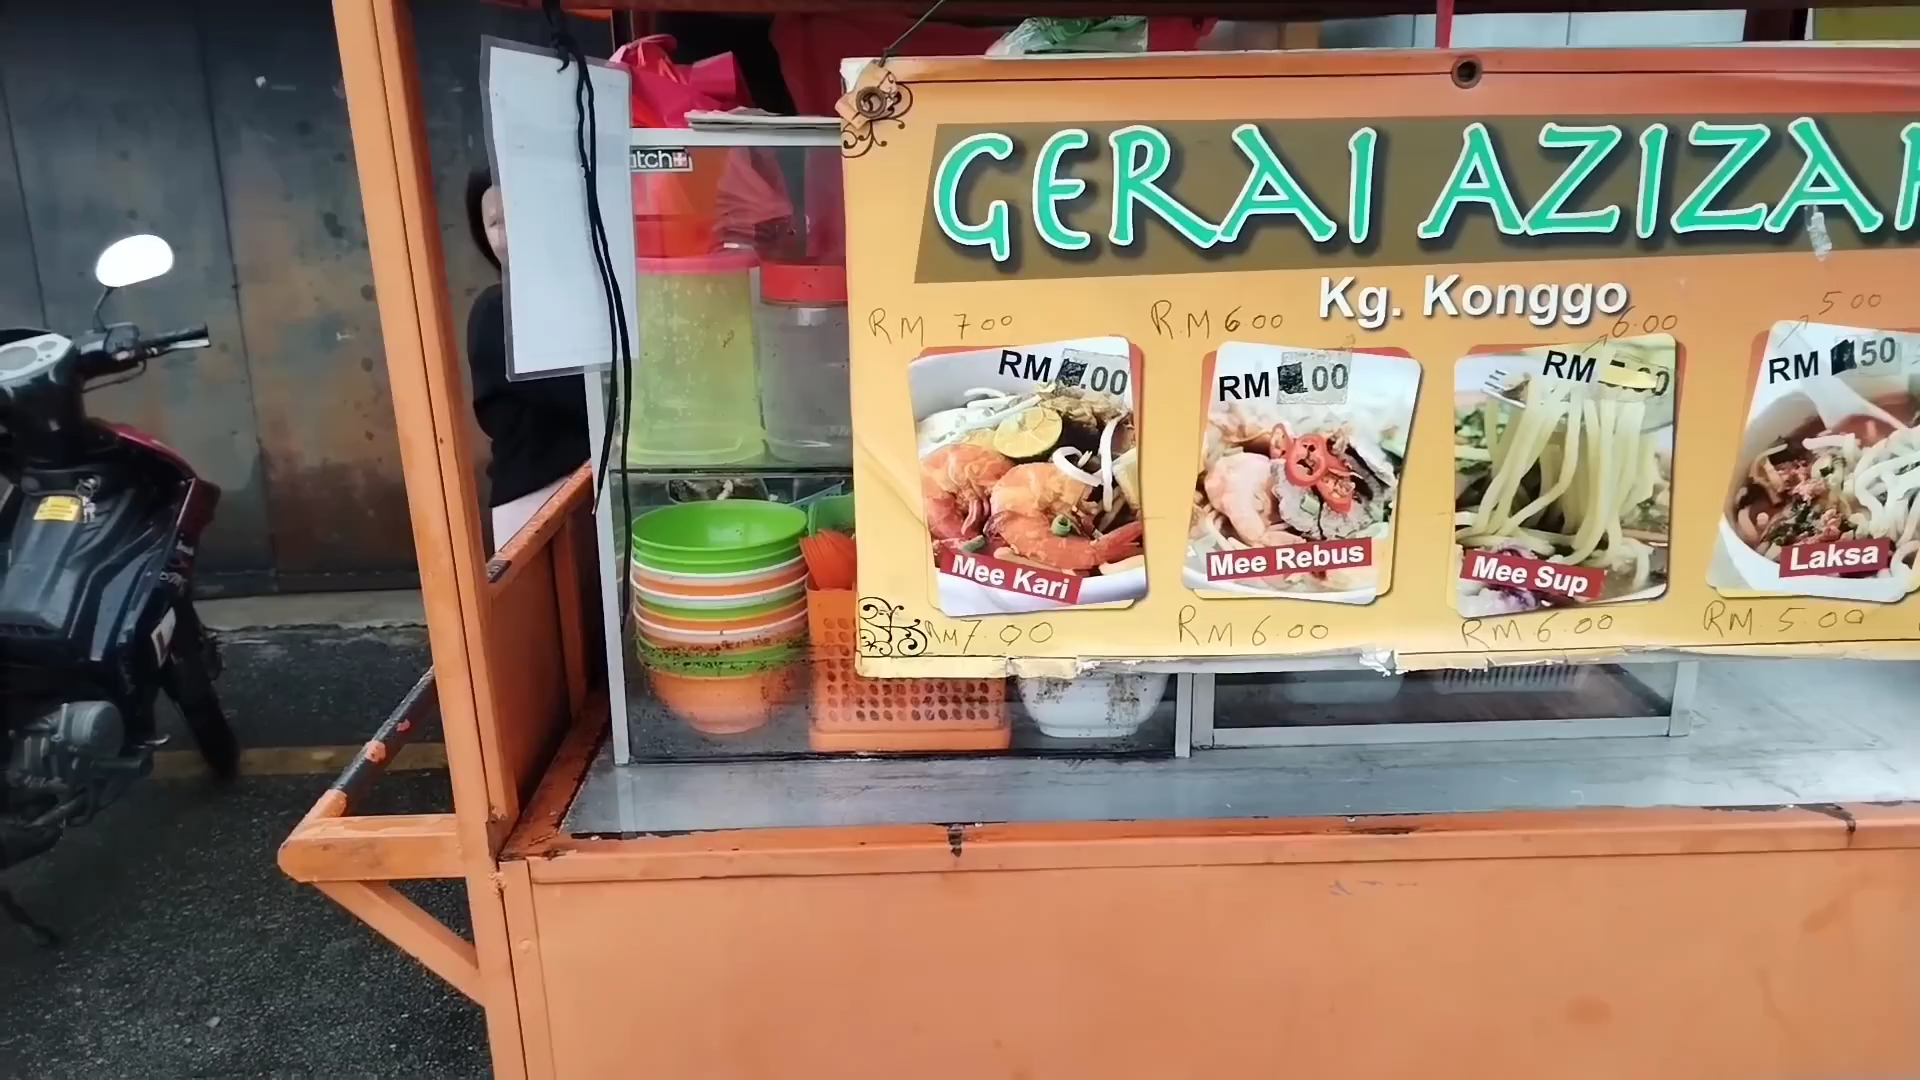 GERAI AZIZAH
Kg. Konggo
RM 7.00
RM 6.00
6.00
5.00
RM .00
RM .00
RM
RM .50
Mee Kari
Mee Rebus
Mee Sup
Laksa
RM 7.00
RM 6.00
RM 6.00
RM 5.00